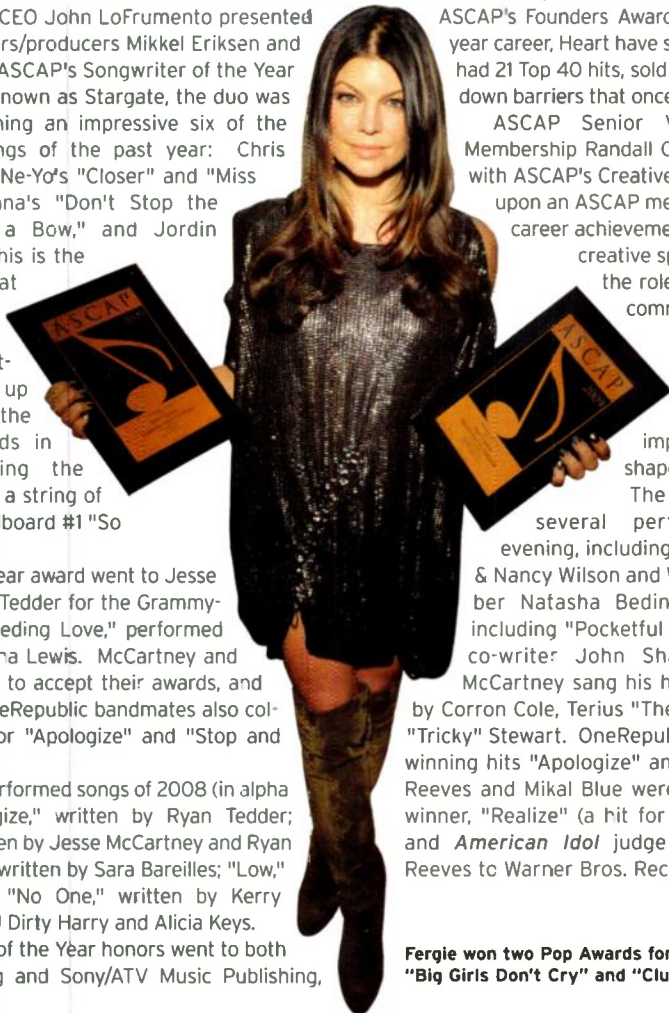 CEO John LoFrumento presented
rs/producers Mikkel Eriksen and
ASCAP's Songwriter of the Year
nown as Stargate, the duo was
ning an impressive six of the
ngs of the past year: Chris
Ne-Yo's "Closer" and "Miss
nna's "Don't Stop the
a Bow," and Jordin
his is the
at
t-
up
the
ds in
ing the
a string of
lboard #1 "So
ear award went to Jesse
Tedder for the Grammy-
eeding Love," performed
na Lewis. McCartney and
to accept their awards, and
eRepublic bandmates also col-
or "Apologize" and "Stop and
rformed songs of 2008 (in alpha
gize," written by Ryan Tedder;
en by Jesse McCartney and Ryan
written by Sara Bareilles; "Low,"
"No One," written by Kerry
Dirty Harry and Alicia Keys.
of the Year honors went to both
g and Sony/ATV Music Publishing,
ASCAP
ASCAP
2009
ASCAP's Founders Award
year career, Heart have s
had 21 Top 40 hits, sold
down barriers that once
ASCAP Senior V
Membership Randall G
with ASCAP's Creative
upon an ASCAP me
career achieveme
creative sp
the role
comm
imp
shape
The
several per
evening, including
& Nancy Wilson and
ber Natasha Bedin
including "Pocketful
co-writer John Sha
McCartney sang his h
by Corron Cole, Terius "The
"Tricky" Stewart. OneRepub
winning hits "Apologize" an
Reeves and Mikal Blue were
winner, "Realize" (a hit for
and American Idol judge
Reeves to Warner Bros. Rec
Fergie won two Pop Awards for
"Big Girls Don't Cry" and "Clu